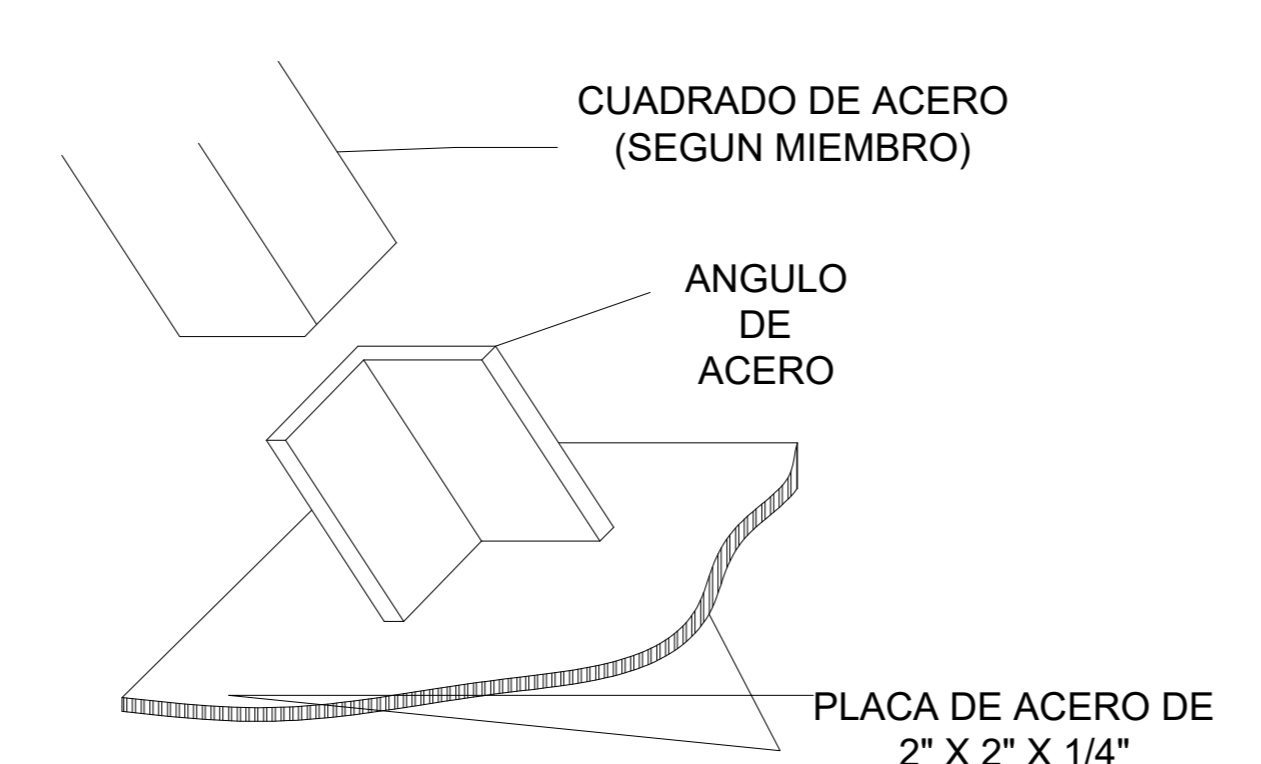 CUADRADO DE ACERO
(SEGUN MIEMBRO)
ANGULO
DE
ACERO
PLACA DE ACERO DE
2" X 2" X 1/4"